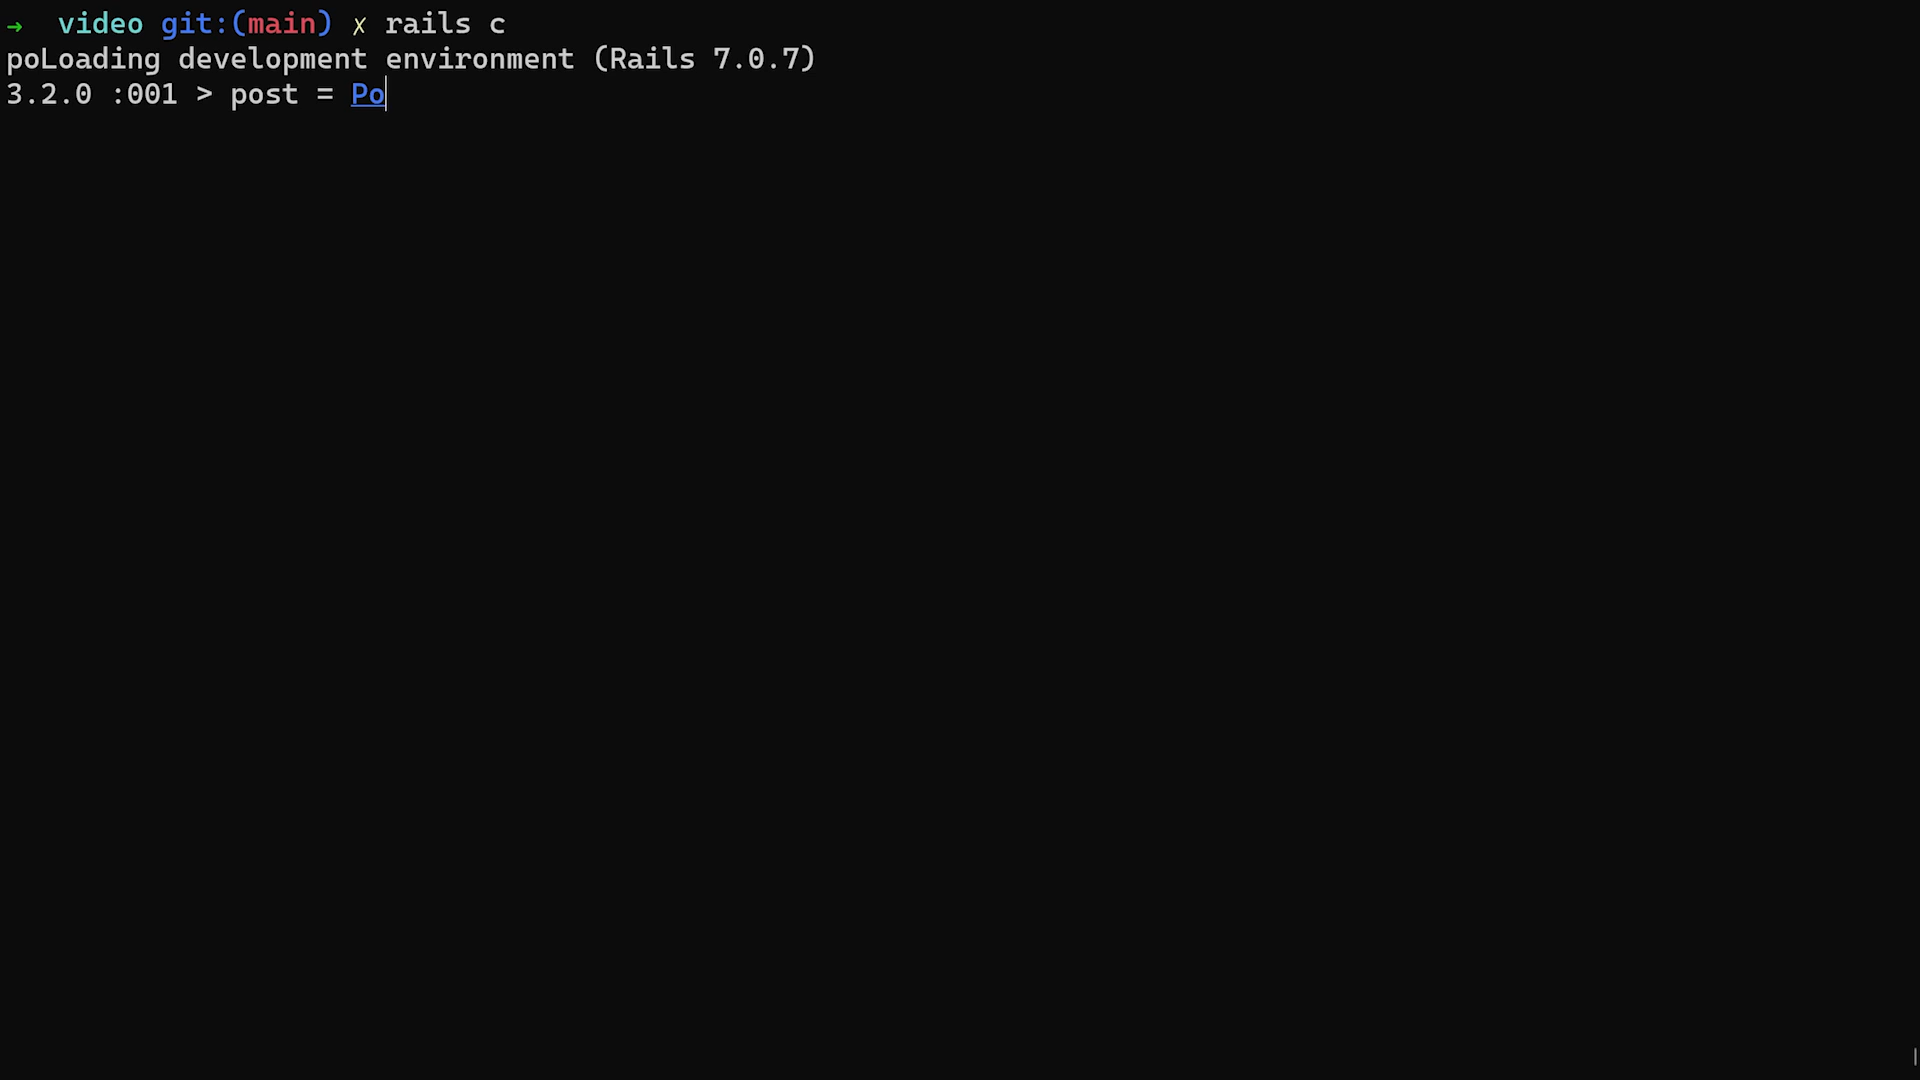 → video git:(main) ✗ rails c
poLoading development environment (Rails 7.0.7)
3.2.0 :001 > post = Po